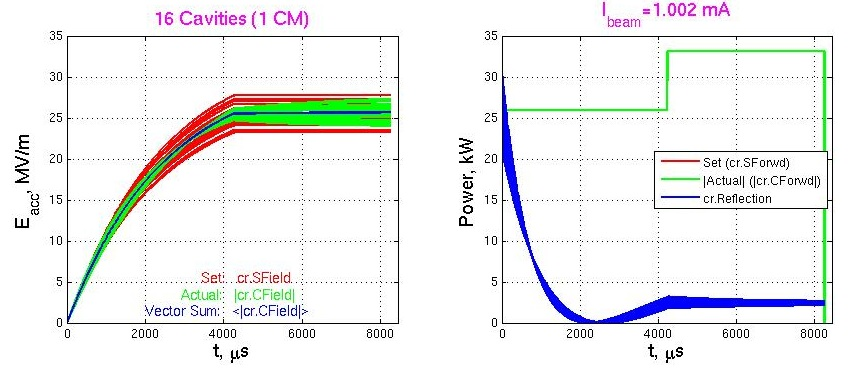 16 Cavities (1 CM)
E_acc, MV/m
35
30
25
20
15
10
5
0
Set: cr.SField
Actual: |cr.CField|
Vector Sum: <|cr.CField|>
0 2000 4000 6000 8000
t, μs
I_beam=1.002 mA
Power, kW
35
30
25
20
15
10
5
0
Set (cr.SForwd)
|Actual| (|cr.CForwd|)
cr.Reflection
0 2000 4000 6000 8000
t, μs